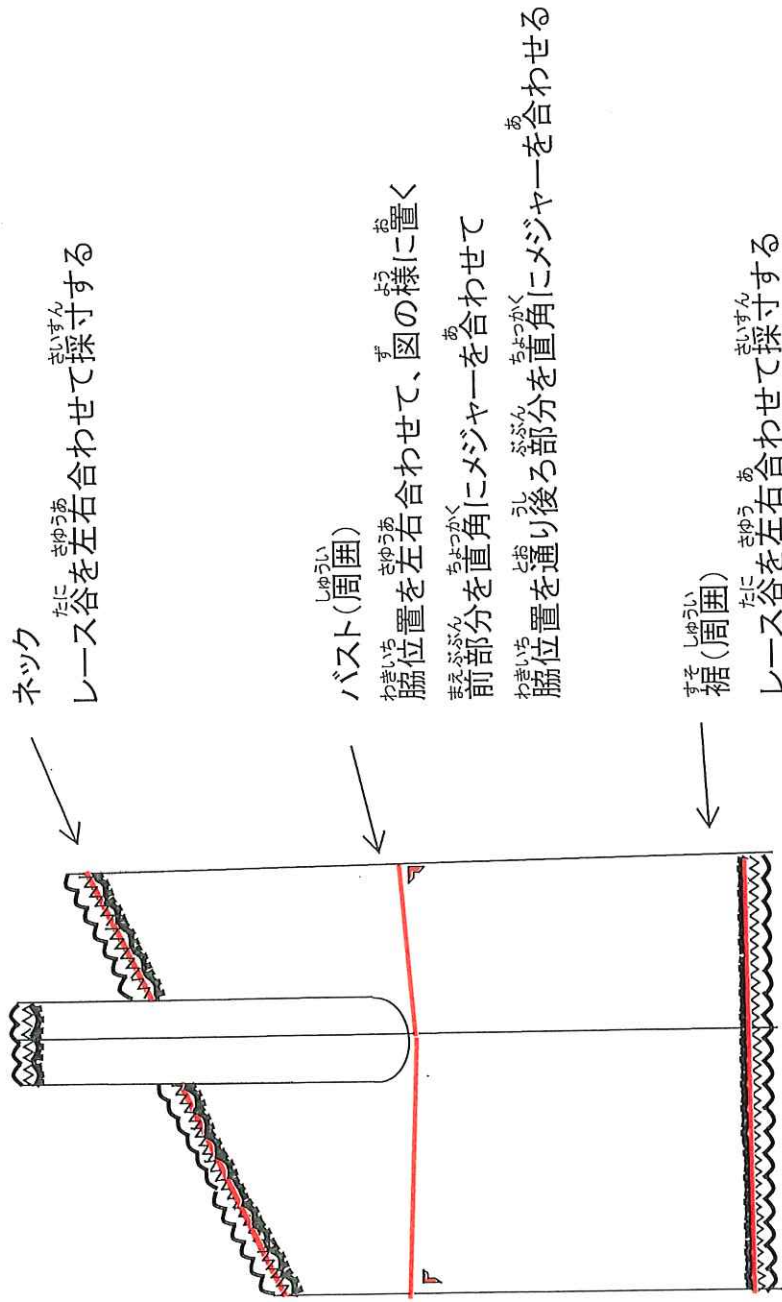 ネック
レース谷を左右合わせて採寸する
バスト(周囲)
脇位置を左右合わせて、図の様に置く
前部分を直角にメジャーを合わせて
脇位置を通り後ろ部分を直角にメジャーを合わせる
裾(周囲)
レース谷を左右合わせて採寸する